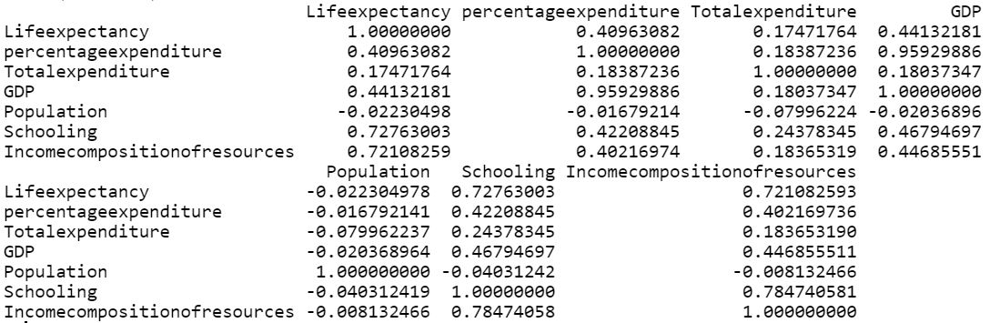 Lifeexpectancy percentageexpenditure Totalexpenditure GDP
Lifeexpectancy 1.00000000 0.40963082 0.17471764 0.44132181
percentageexpenditure 0.40963082 1.00000000 0.18387236 0.95929886
Totalexpenditure 0.17471764 0.18387236 1.00000000 0.18037347
GDP 0.44132181 0.95929886 0.18037347 1.00000000
Population -0.02230498 -0.01679214 -0.07996224 -0.02036896
Schooling 0.72763003 0.42208845 0.24378345 0.46794697
Incomecompositionofresources 0.72108259 0.40216974 0.18365319 0.44685551
Population Schooling Incomecompositionofresources
Lifeexpectancy -0.022304978 0.72763003 0.721082593
percentageexpenditure -0.016792141 0.42208845 0.402169736
Totalexpenditure -0.079962237 0.24378345 0.183653190
GDP -0.020368964 0.46794697 0.446855511
Population 1.000000000 -0.04031242 -0.008132466
Schooling -0.040312419 1.00000000 0.784740581
Incomecompositionofresources -0.008132466 0.78474058 1.000000000